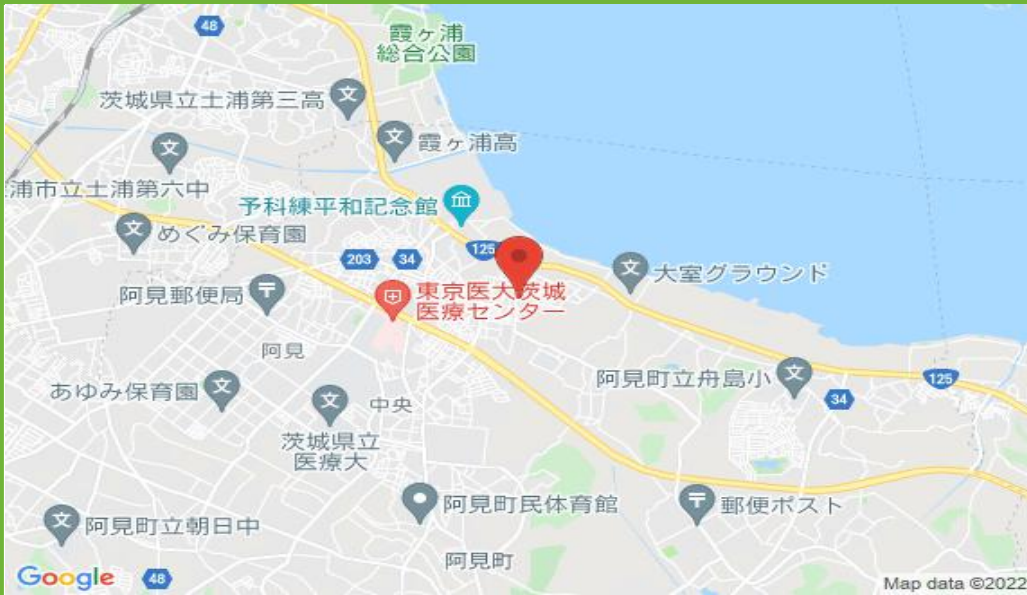 48
霞ヶ浦
総合公園
茨城県立土浦第三高
霞ヶ浦高
浦市立土浦第六中
予科練平和記念館
めぐみ保育園
203
34
125
大室グラウンド
阿見郵便局
東京医大茨城
医療センター
阿見
あゆみ保育園
中央
阿見町立舟島小
125
34
茨城県立
医療大
阿見町民体育館
郵便ポスト
阿見町立朝日中
阿見町
Google
48
Map data ©2022